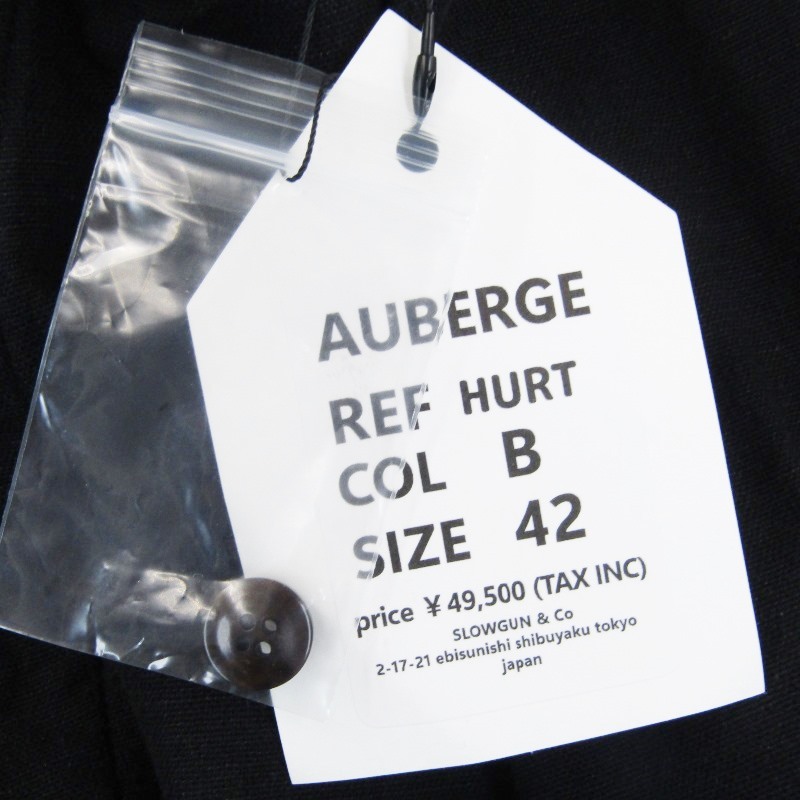 AUBERGE
REF HURT
COL B
SIZE 42
price ￥49,500 (TAX INC)
SLOWGUN & Co
2-17-21 ebisunishi shibuyaku tokyo
japan